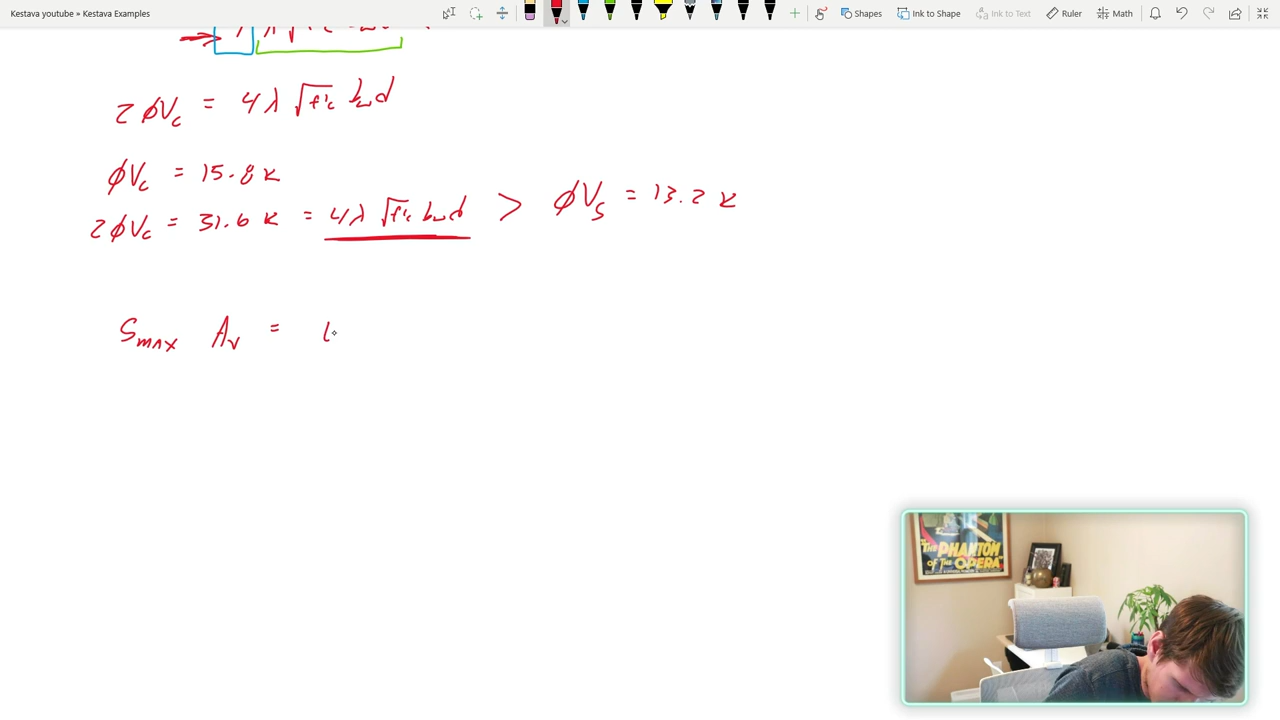 Kestava youtube » Kestava Examples
Shapes Ink to Shape Ink to Text Ruler Math
2ϕVc = 4λ √f'c bwd
ϕVc = 15.8 K
2ϕVc = 31.6 K = 4λ √f'c bwd > ϕVs = 13.2 K
Smax Av =
"THE PHANTOM
OF THE OPERA"